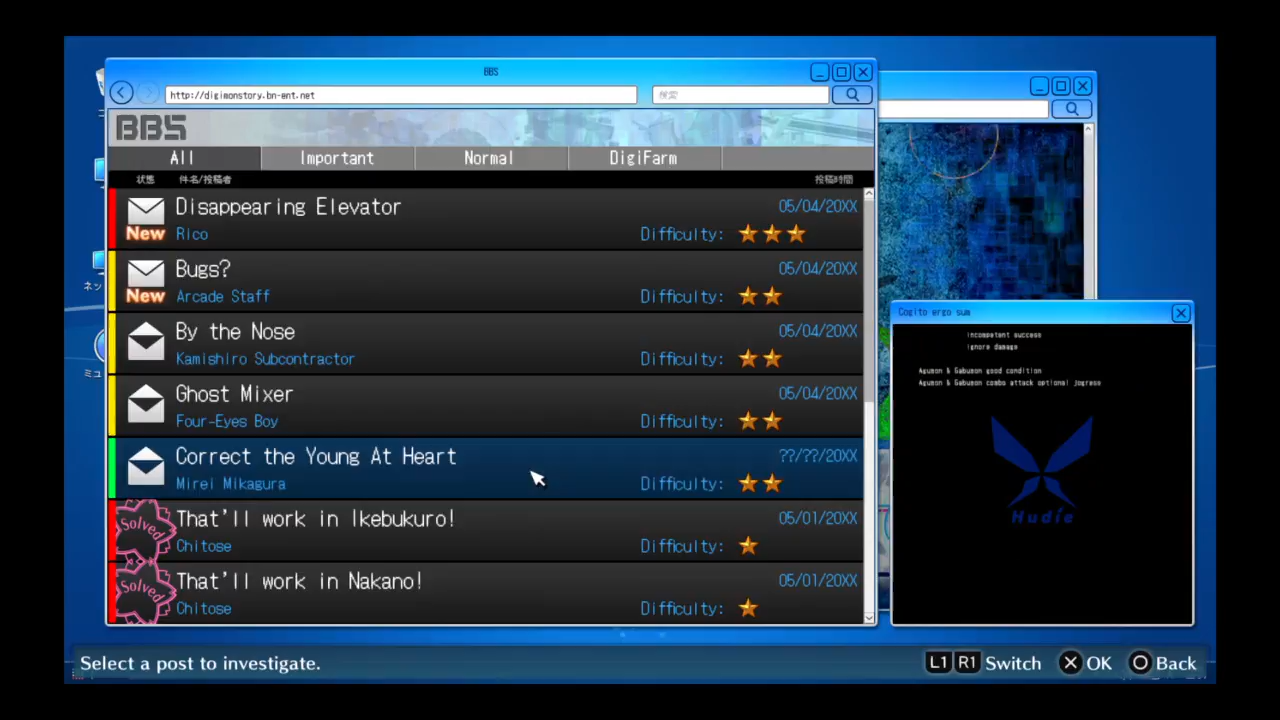 BBS
http://digimonstory.bn-ent.net
検索
BBS
All
Important
Normal
DigiFarm
状態
件名/投稿者
投稿時間
Disappearing Elevator
05/04/20XX
New
Rico
Difficulty:
Bugs?
05/04/20XX
New
Arcade Staff
Difficulty:
By the Nose
05/04/20XX
Kamishiro Subcontractor
Difficulty:
Ghost Mixer
05/04/20XX
Four-Eyes Boy
Difficulty:
Correct the Young At Heart
??/??/20XX
Mirei Mikagura
Difficulty:
Solved
That'll work in Ikebukuro!
05/01/20XX
Chitose
Difficulty:
Solved
That'll work in Nakano!
05/01/20XX
Chitose
Difficulty:
ネッ
ミュ
Cogito ergo sum
incompetent success
ignore damage
Agumon & Gabumon good condition
Agumon & Gabumon combo attack optional jogress
Hudie
Select a post to investigate.
L1 R1 Switch
OK
Back